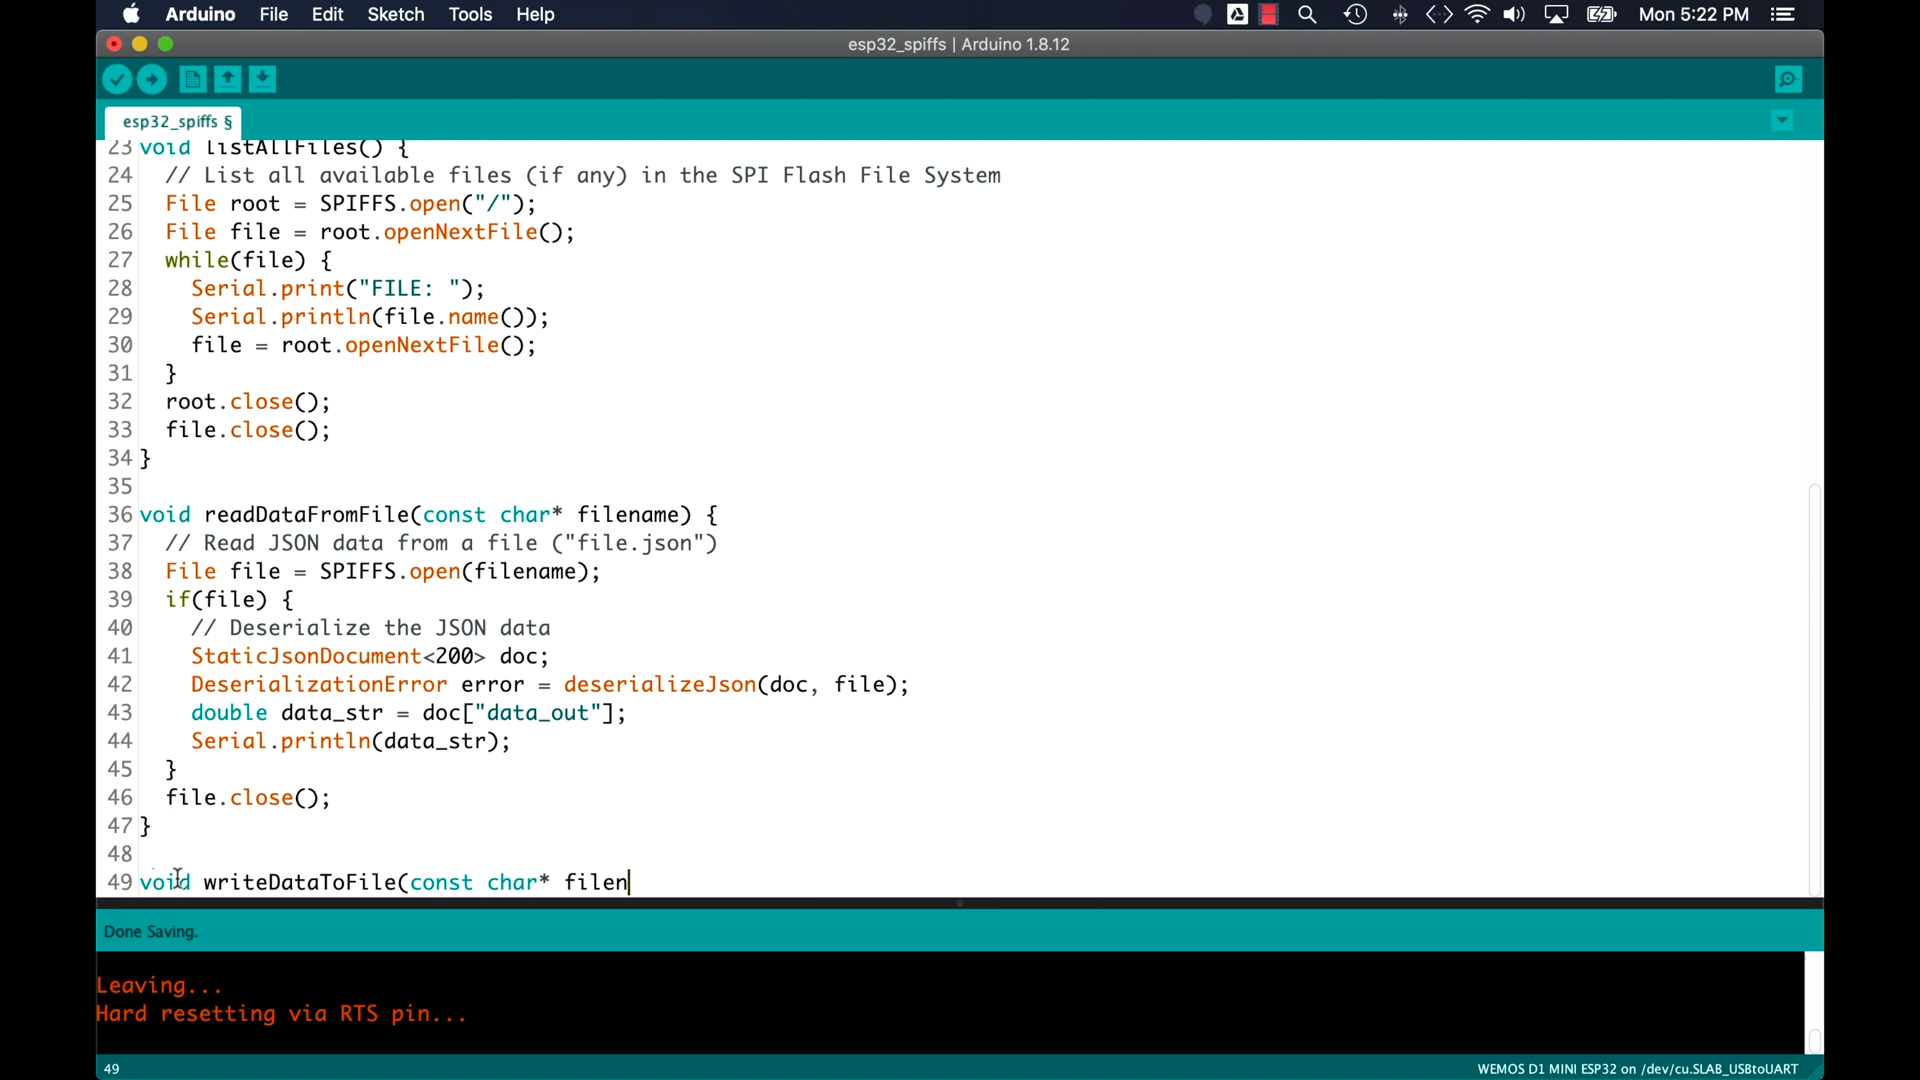 Arduino File Edit Sketch Tools Help Mon 5:22 PM
esp32_spiffs | Arduino 1.8.12
esp32_spiffs §
23 void listAllFiles() {
24   // List all available files (if any) in the SPI Flash File System
25   File root = SPIFFS.open("/");
26   File file = root.openNextFile();
27   while(file) {
28     Serial.print("FILE: ");
29     Serial.println(file.name());
30     file = root.openNextFile();
31   }
32   root.close();
33   file.close();
34 }
35
36 void readDataFromFile(const char* filename) {
37   // Read JSON data from a file ("file.json")
38   File file = SPIFFS.open(filename);
39   if(file) {
40     // Deserialize the JSON data
41     StaticJsonDocument<200> doc;
42     DeserializationError error = deserializeJson(doc, file);
43     double data_str = doc["data_out"];
44     Serial.println(data_str);
45   }
46   file.close();
47 }
48
49 void writeDataToFile(const char* filen
Done Saving.
Leaving...
Hard resetting via RTS pin...
49 WEMOS D1 MINI ESP32 on /dev/cu.SLAB_USBtoUART